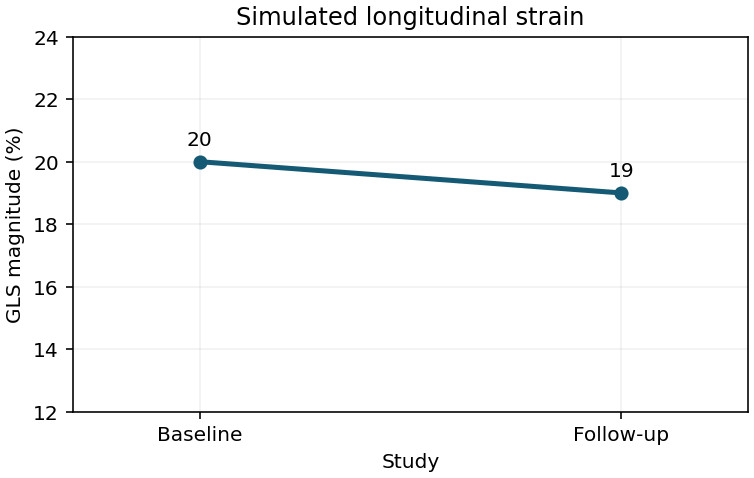 Simulated longitudinal strain
GLS magnitude (%)
24
22
20
18
16
14
12
20
19
Baseline
Follow-up
Study